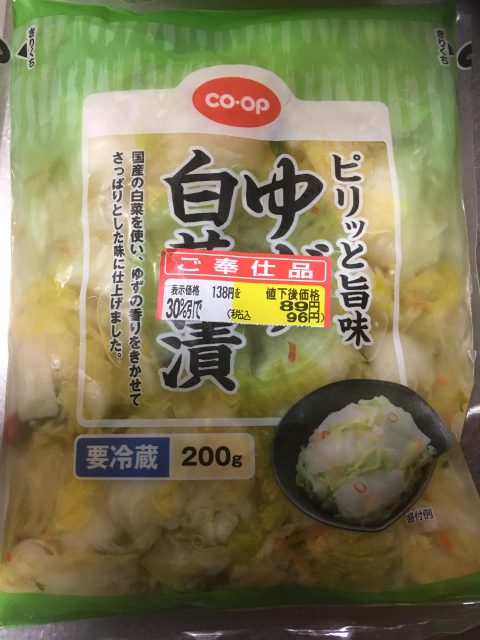 きりくち
きりくち
co·op
ピリッと旨味
ゆ
白菜
漬
国産の白菜を使い、ゆずの香りをきかせて
さっぱりとした味に仕上げました。
ご奉仕品
表示価格 138円を 値下後価格
30%引で 89円
(税込 96円)
要冷蔵 200g
盛付例